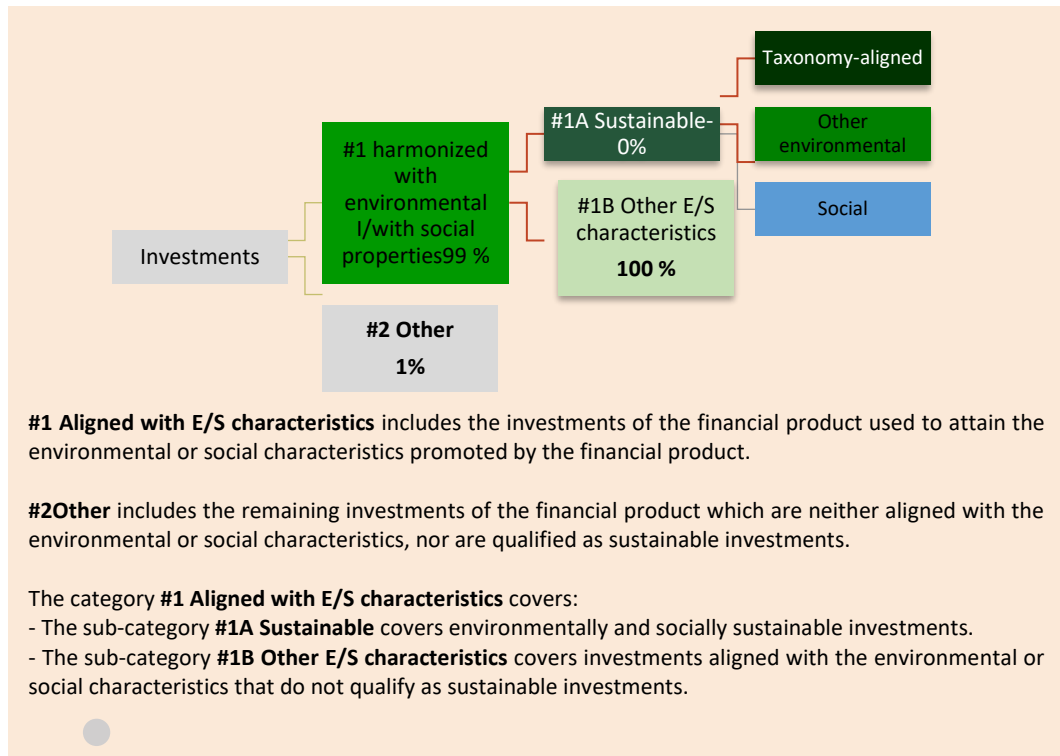 Taxonomy-aligned
#1A Sustainable-
0%
Other
environmental
#1 harmonized
with
environmental
I/with social
properties99 %
#1B Other E/S
characteristics
100 %
Social
Investments
#2 Other
1%
#1 Aligned with E/S characteristics includes the investments of the financial product used to attain the
environmental or social characteristics promoted by the financial product.
#2Other includes the remaining investments of the financial product which are neither aligned with the
environmental or social characteristics, nor are qualified as sustainable investments.
The category #1 Aligned with E/S characteristics covers:
- The sub-category #1A Sustainable covers environmentally and socially sustainable investments.
- The sub-category #1B Other E/S characteristics covers investments aligned with the environmental or
social characteristics that do not qualify as sustainable investments.